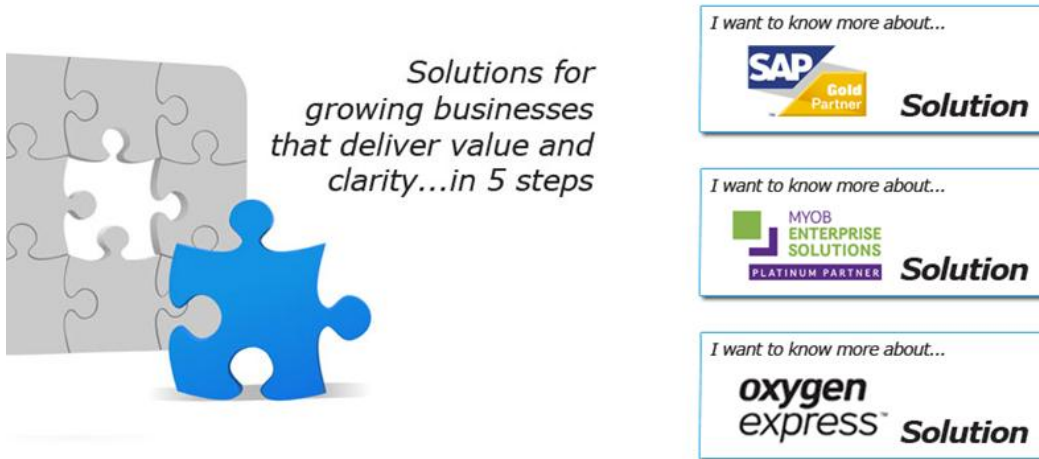 Solutions for
growing businesses
that deliver value and
clarity...in 5 steps
I want to know more about...
SAP
Gold
Partner
Solution
I want to know more about...
MYOB
ENTERPRISE
SOLUTIONS
PLATINUM PARTNER
Solution
I want to know more about...
oxygen
express™
Solution